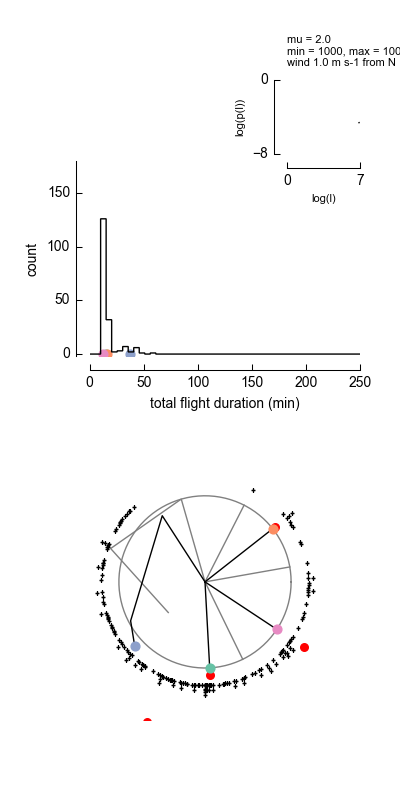 mu = 2.0
min = 1000, max = 100
wind 1.0 m s-1 from N
0
log(p(l))
−8
0
7
log(l)
150
100
50
0
count
0
50
100
150
200
250
total flight duration (min)